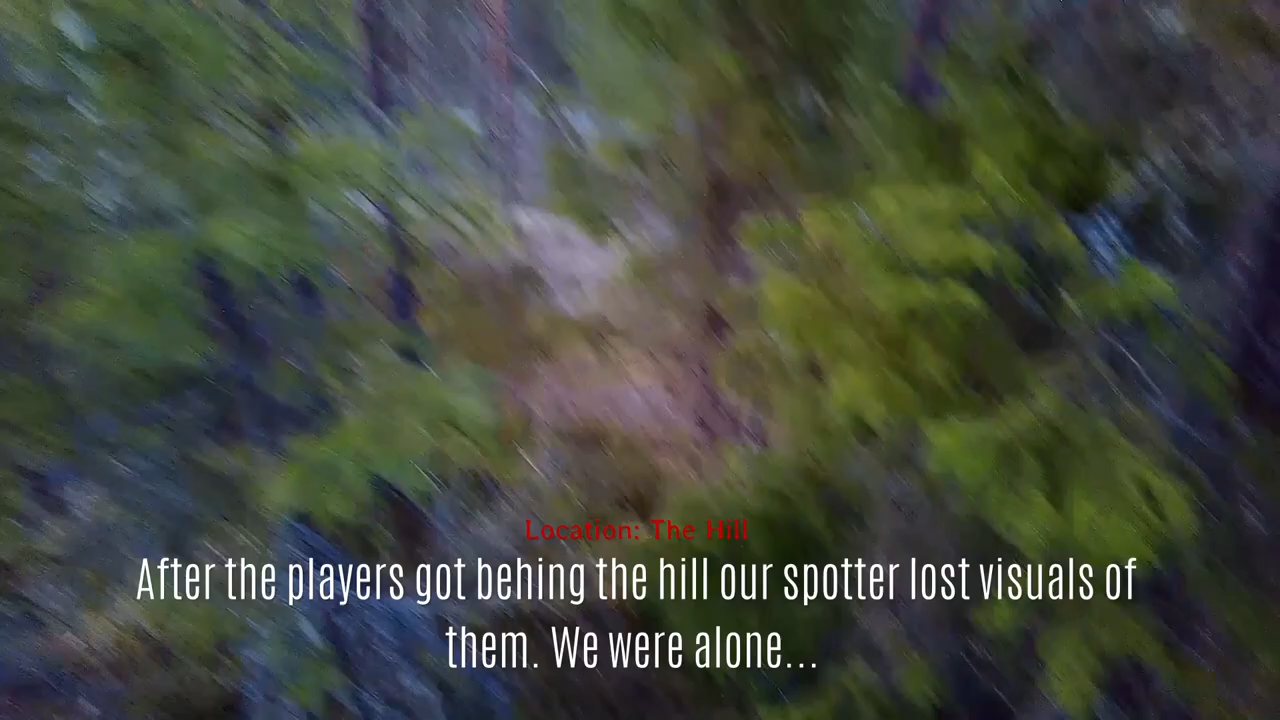 Location: The Hill
After the players got behing the hill our spotter lost visuals of
them. We were alone...